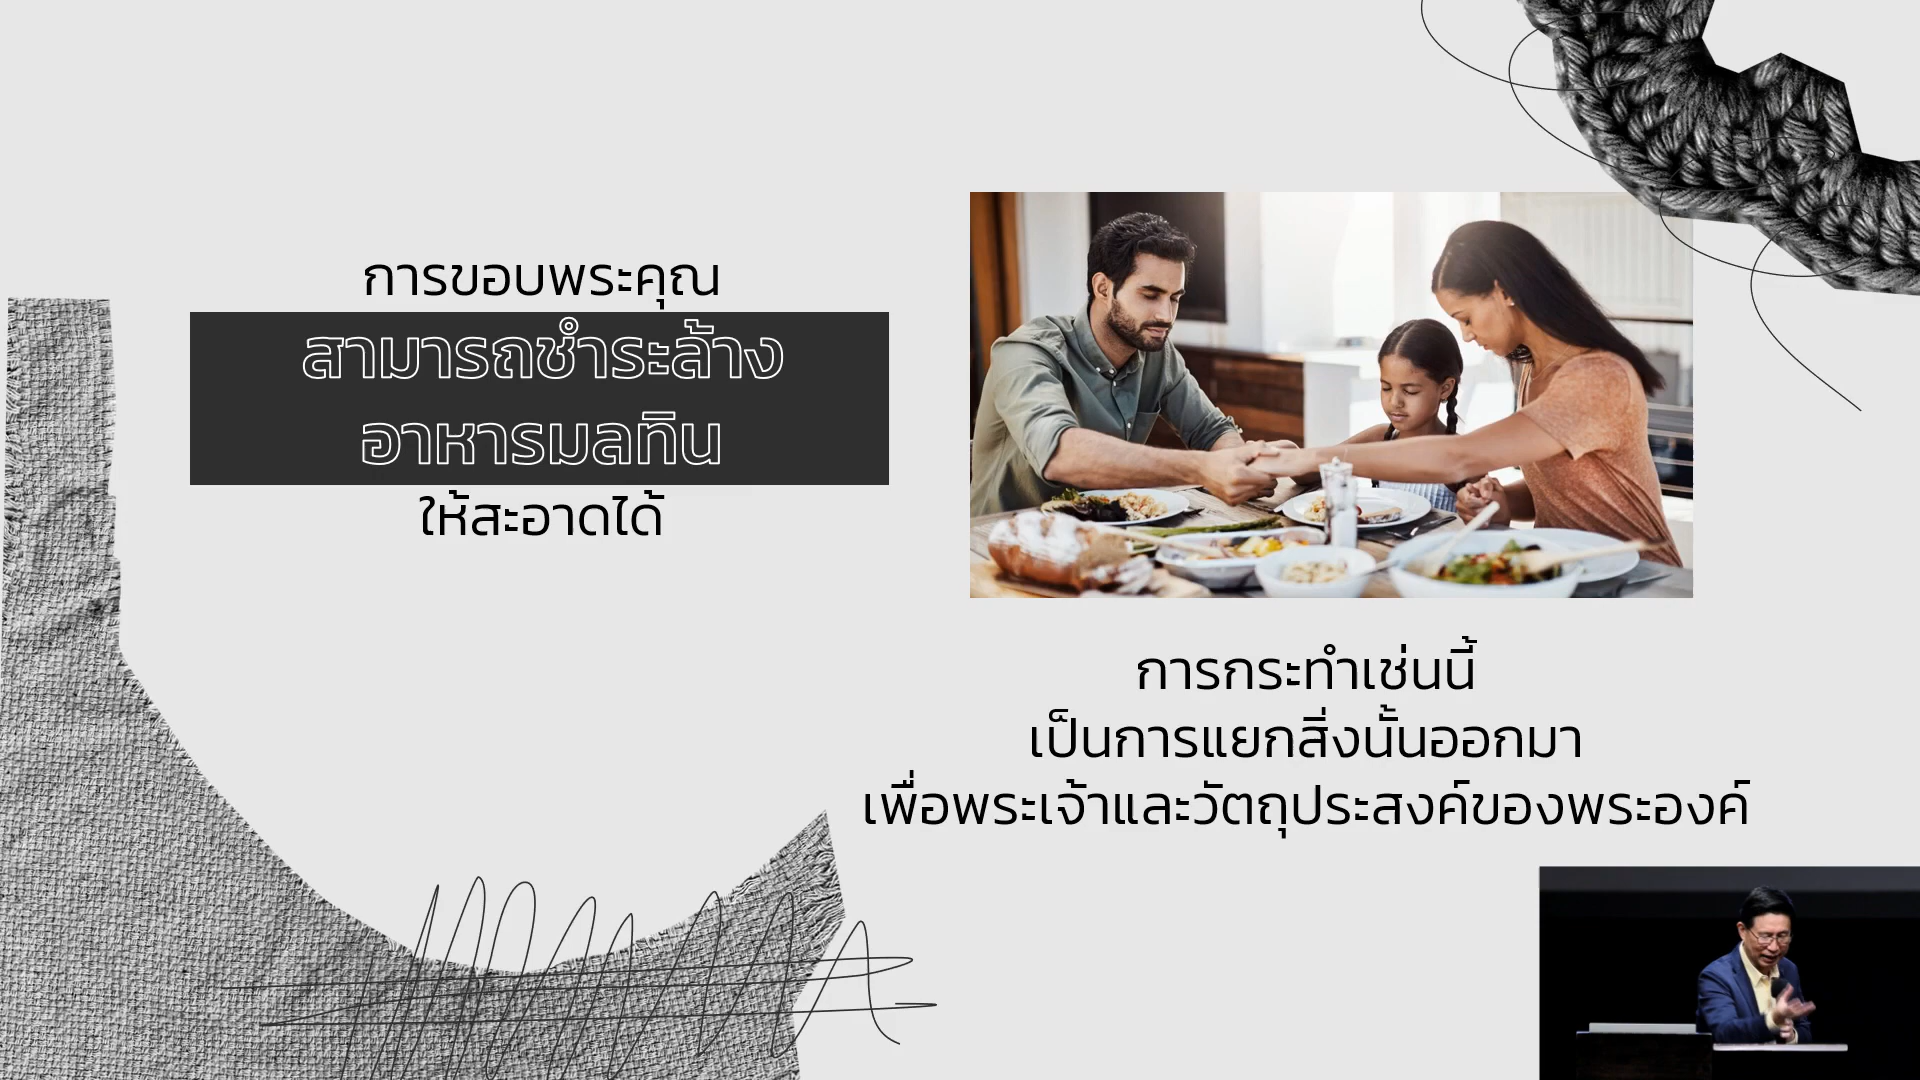 การขอบพระคุณ
สามารถชำระล้าง
อาหารมลทิน
ให้สะอาดได้
การกระทำเช่นนี้
เป็นการแยกสิ่งนั้นออกมา
เพื่อพระเจ้าและวัตถุประสงค์ของพระองค์